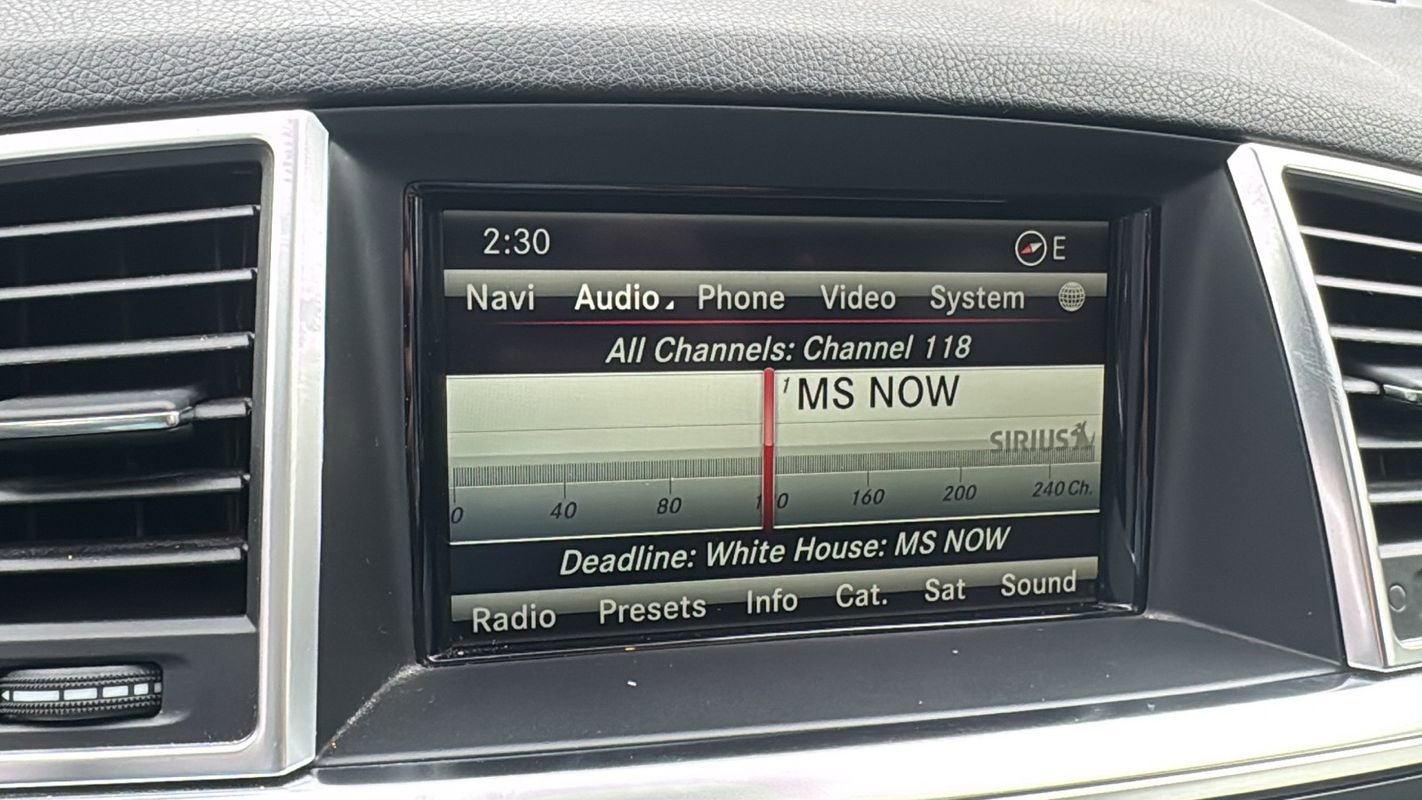 2:30 E
Navi Audio Phone Video System
All Channels: Channel 118
1 MS NOW
SIRIUS
0 40 80 160 200 240 Ch.
Deadline: White House: MS NOW
Radio Presets Info Cat. Sat Sound